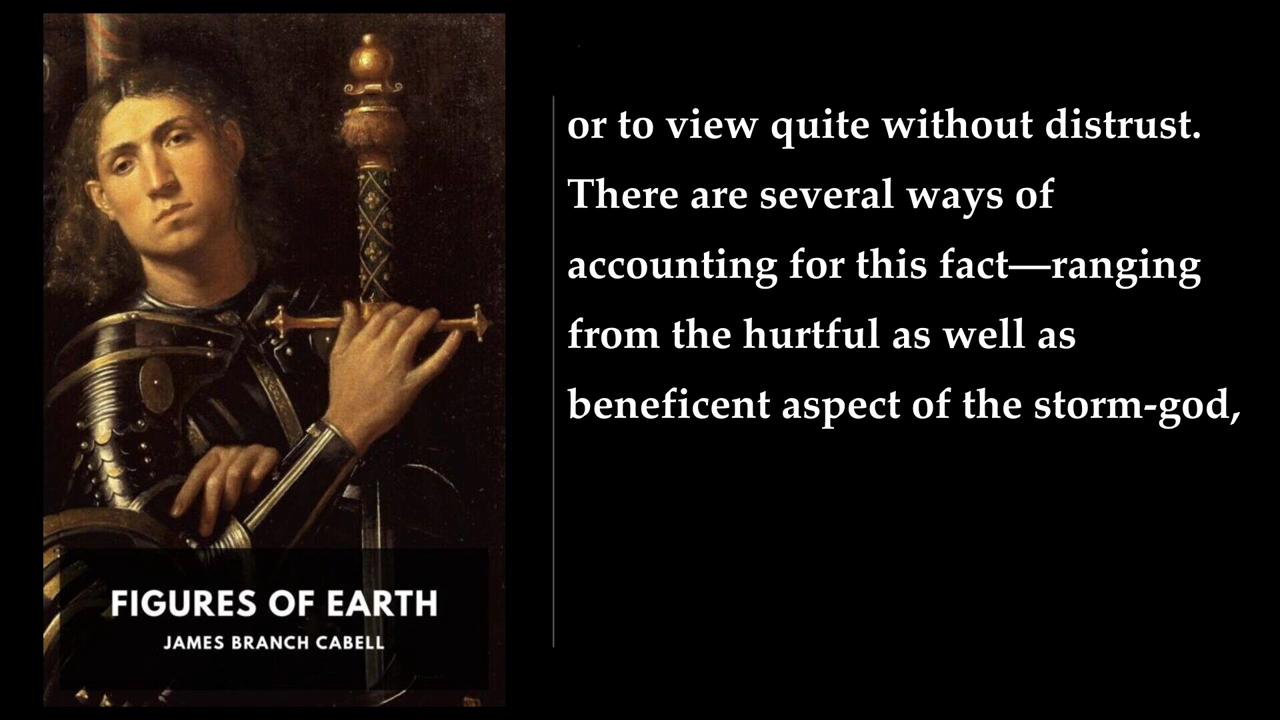 FIGURES OF EARTH
JAMES BRANCH CABELL
or to view quite without distrust.
There are several ways of
accounting for this fact—ranging
from the hurtful as well as
beneficent aspect of the storm-god,